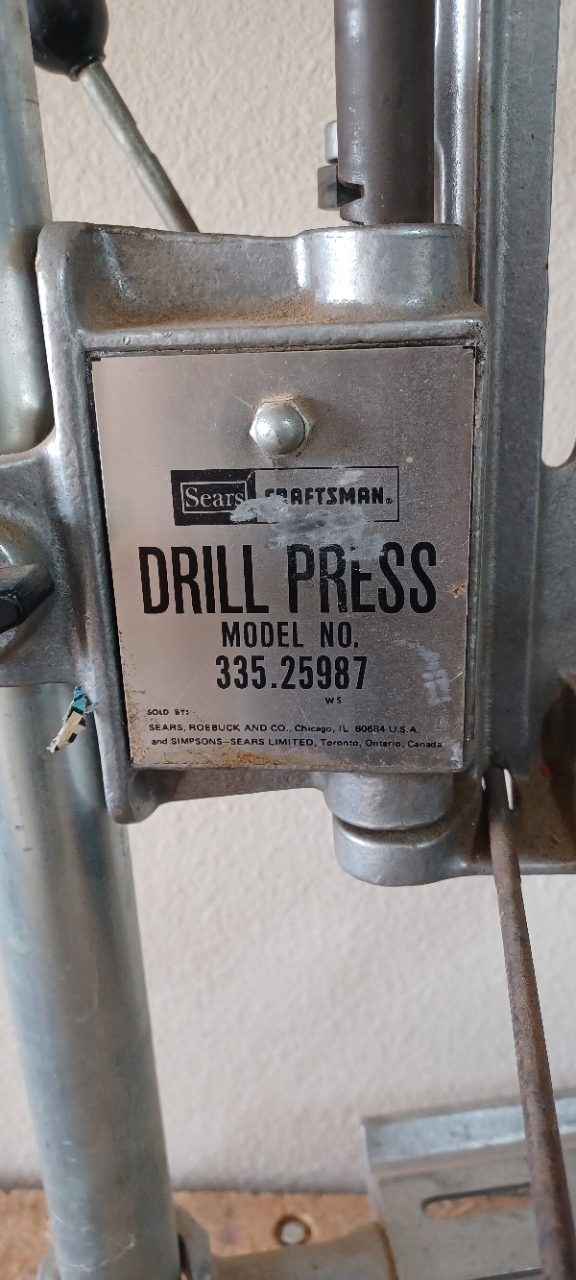 Sears CRAFTSMAN®
DRILL PRESS
MODEL NO.
335.25987
W5
SOLD BY:
SEARS, ROEBUCK AND CO., Chicago, IL 60684 U.S.A.
and SIMPSONS–SEARS LIMITED, Toronto, Ontario, Canada